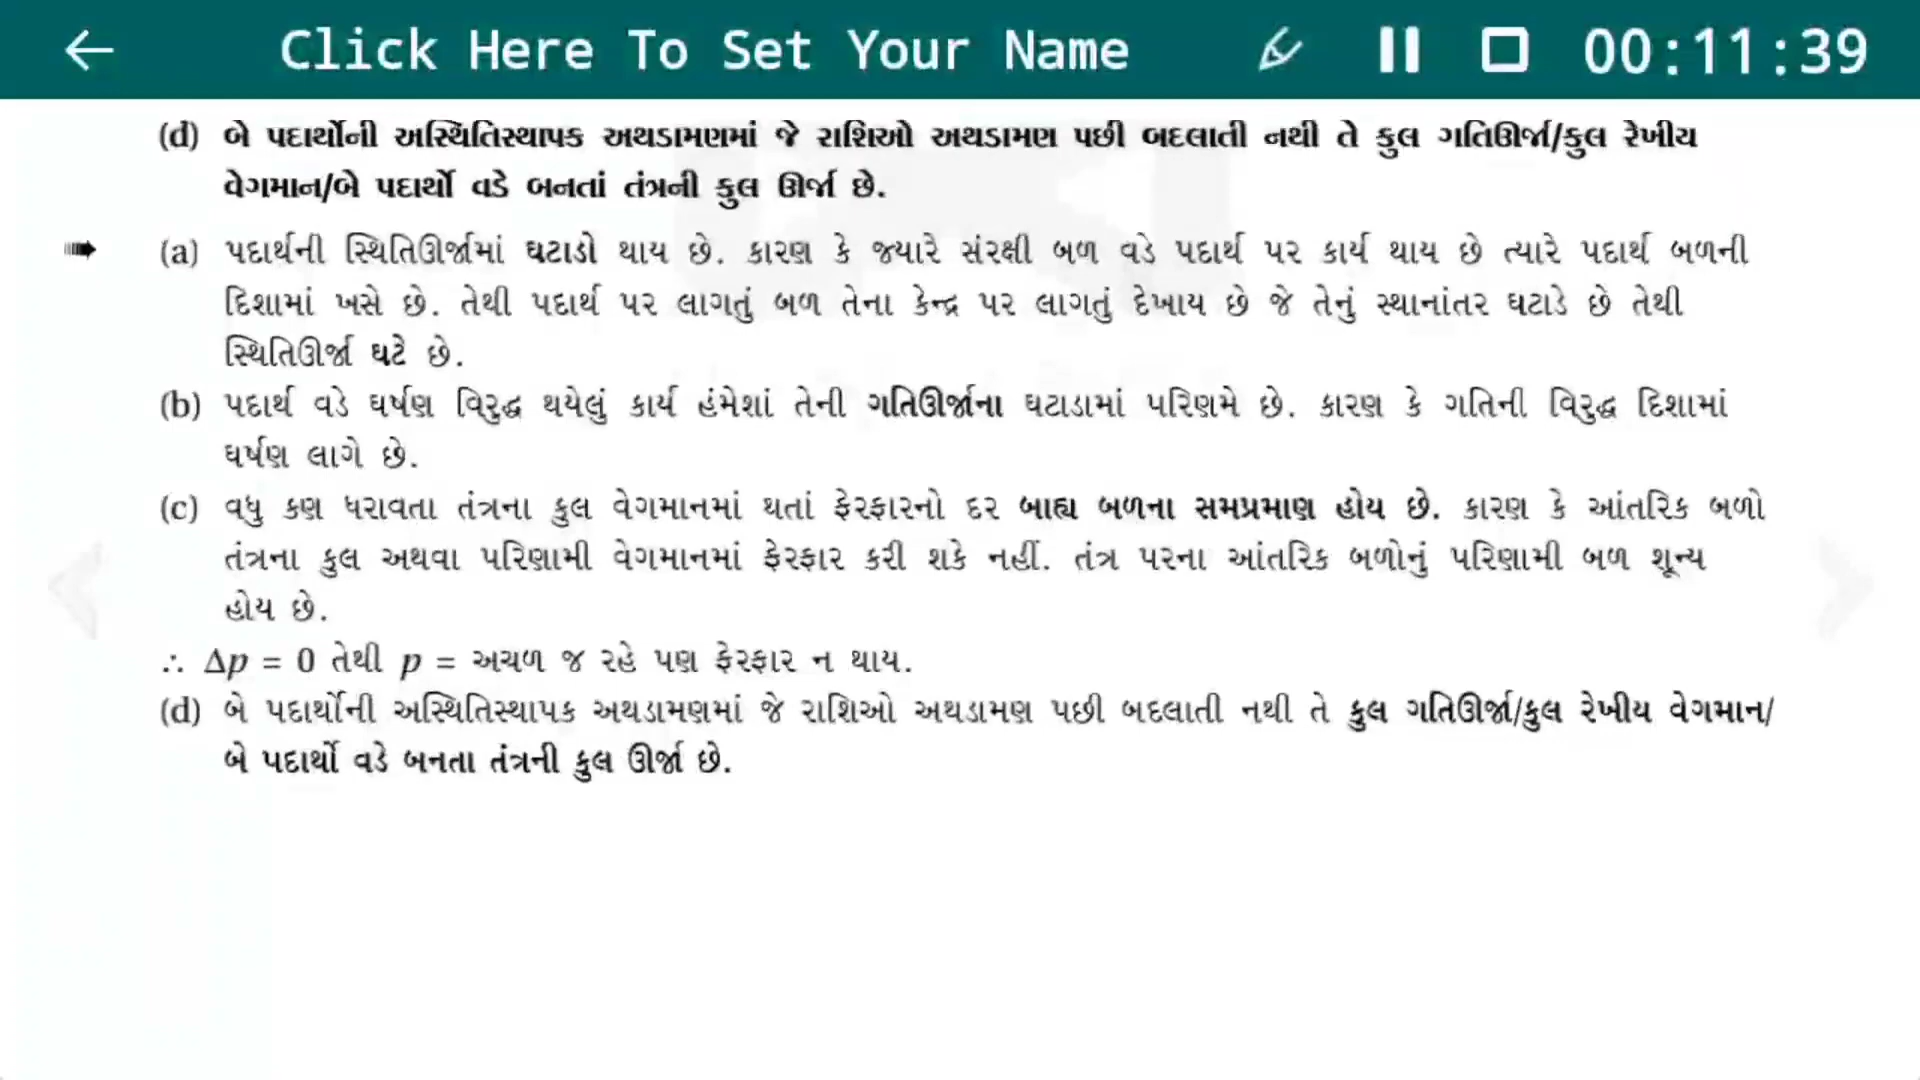 Click Here To Set Your Name 00:11:39
(d) બે પદાર્થોની અસ્થિતિસ્થાપક અથડામણમાં જે રાશિઓ અથડામણ પછી બદલાતી નથી તે કુલ ગતિઊર્જા/કુલ રેખીય
વેગમાન/બે પદાર્થો વડે બનતાં તંત્રની કુલ ઊર્જા છે.
(a) પદાર્થની સ્થિતિઊર્જામાં ઘટાડો થાય છે. કારણ કે જ્યારે સંરક્ષી બળ વડે પદાર્થ પર કાર્ય થાય છે ત્યારે પદાર્થ બળની
દિશામાં ખસે છે. તેથી પદાર્થ પર લાગતું બળ તેના કેન્દ્ર પર લાગતું દેખાય છે જે તેનું સ્થાનાંતર ઘટાડે છે તેથી
સ્થિતિઊર્જા ઘટે છે.
(b) પદાર્થ વડે ઘર્ષણ વિરુદ્ધ થયેલું કાર્ય હંમેશાં તેની ગતિઊર્જાના ઘટાડામાં પરિણમે છે. કારણ કે ગતિની વિરુદ્ધ દિશામાં
ઘર્ષણ લાગે છે.
(c) વધુ કણ ધરાવતા તંત્રના કુલ વેગમાનમાં થતાં ફેરફારનો દર બાહ્ય બળના સમપ્રમાણ હોય છે. કારણ કે આંતરિક બળો
તંત્રના કુલ અથવા પરિણામી વેગમાનમાં ફેરફાર કરી શકે નહીં. તંત્ર પરના આંતરિક બળોનું પરિણામી બળ શૂન્ય
હોય છે.
∴ Δp = 0 તેથી p = અચળ જ રહે પણ ફેરફાર ન થાય.
(d) બે પદાર્થોની અસ્થિતિસ્થાપક અથડામણમાં જે રાશિઓ અથડામણ પછી બદલાતી નથી તે કુલ ગતિઊર્જા/કુલ રેખીય વેગમાન/
બે પદાર્થો વડે બનતા તંત્રની કુલ ઊર્જા છે.